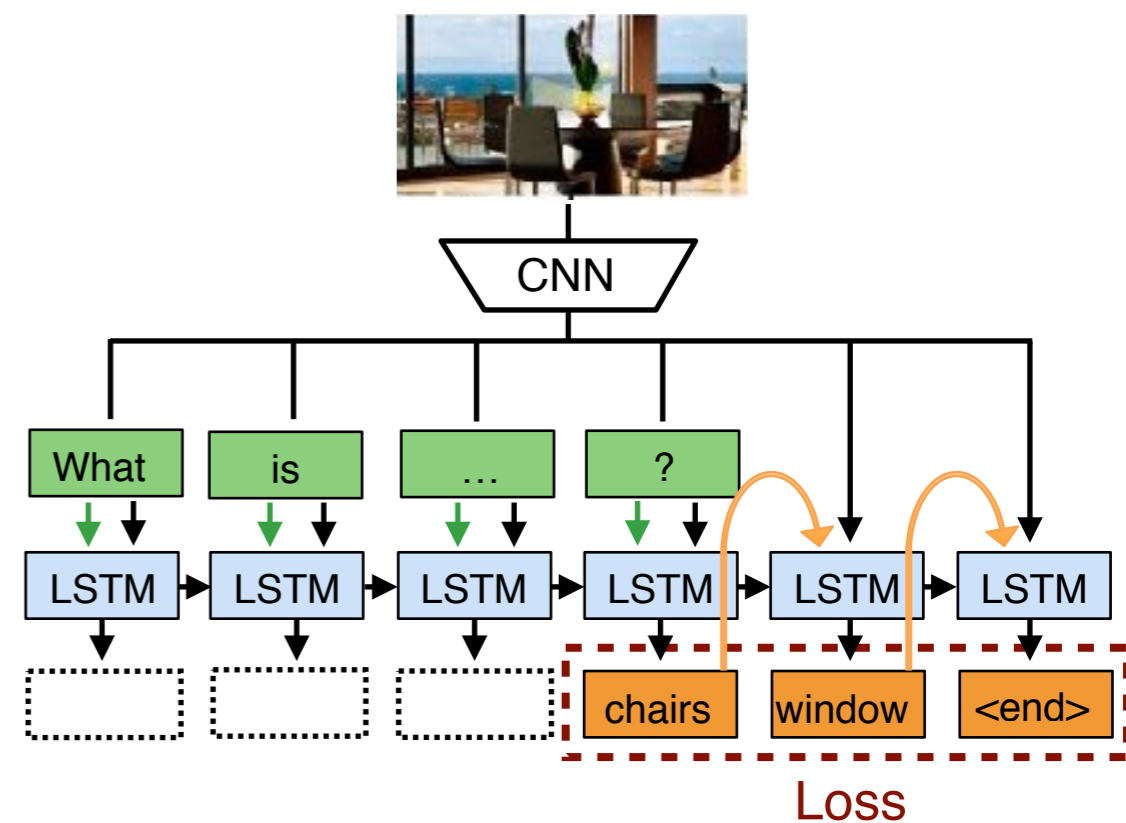 CNN
What is … ?
LSTM LSTM LSTM LSTM LSTM LSTM
chairs window <end>
Loss